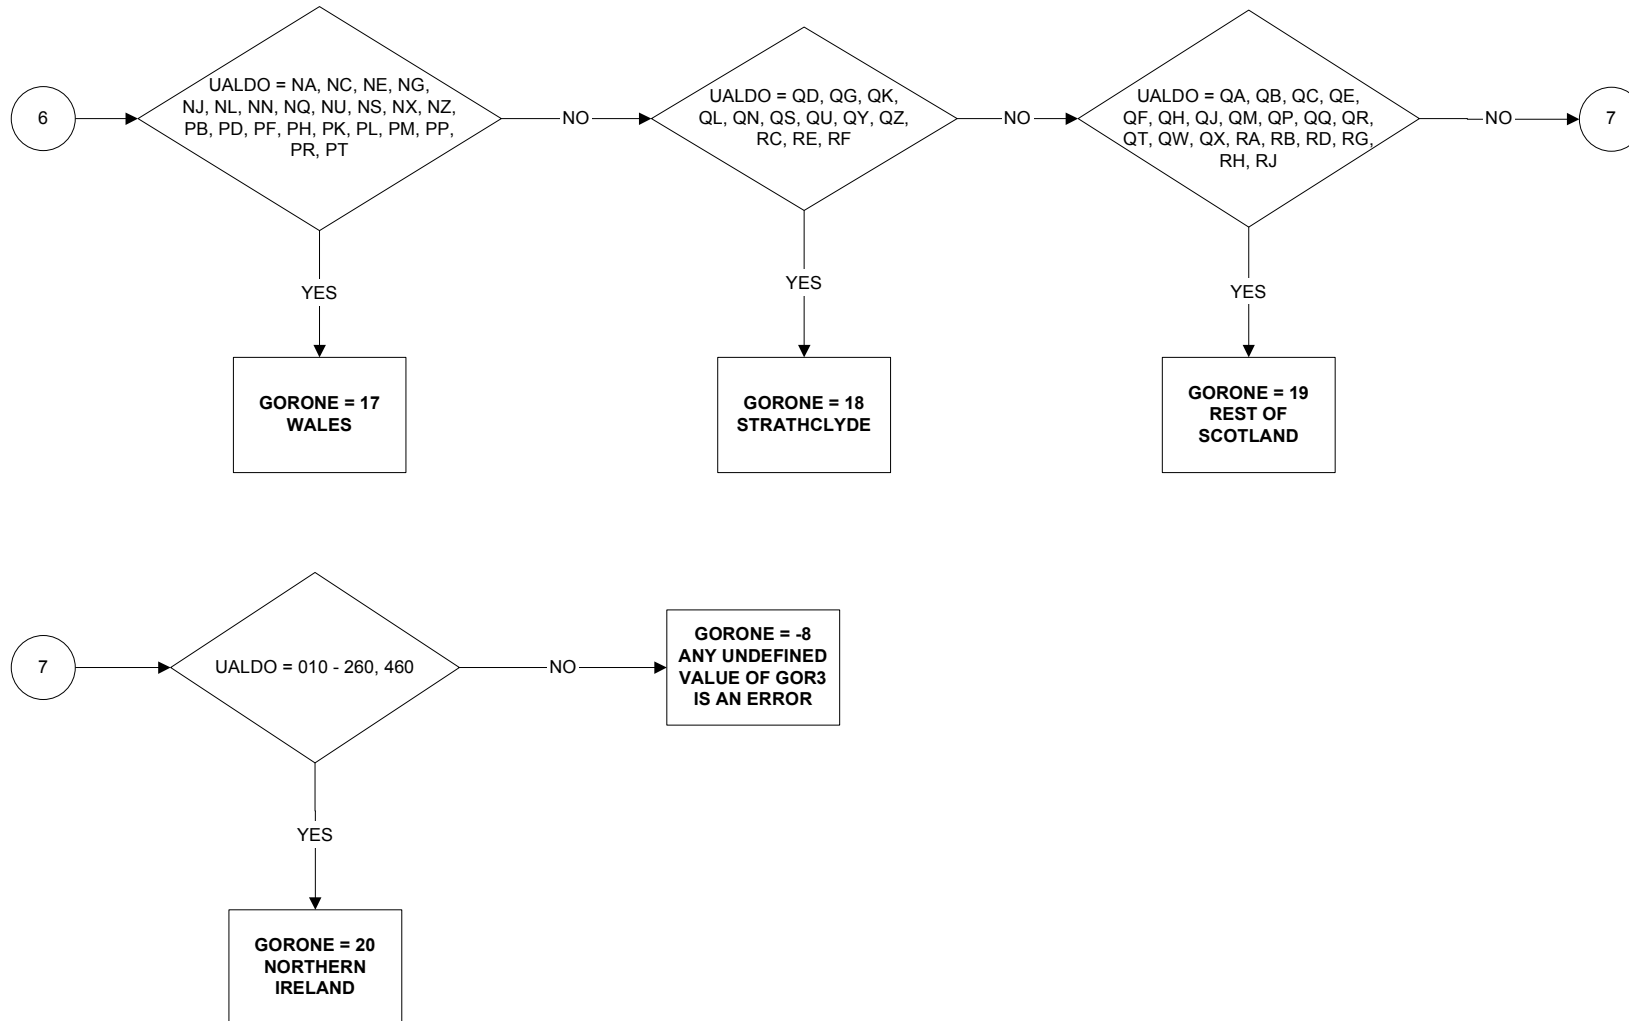 6
UALDO = NA, NC, NE, NG,
NJ, NL, NN, NQ, NU, NS, NX, NZ,
PB, PD, PF, PH, PK, PL, PM, PP,
PR, PT
NO
UALDO = QD, QG, QK,
QL, QN, QS, QU, QY, QZ,
RC, RE, RF
NO
UALDO = QA, QB, QC, QE,
QF, QH, QJ, QM, QP, QQ, QR,
QT, QW, QX, RA, RB, RD, RG,
RH, RJ
NO
7
YES
YES
YES
GORONE = 17
WALES
GORONE = 18
STRATHCLYDE
GORONE = 19
REST OF
SCOTLAND
7
UALDO = 010 - 260, 460
NO
GORONE = -8
ANY UNDEFINED
VALUE OF GOR3
IS AN ERROR
YES
GORONE = 20
NORTHERN
IRELAND